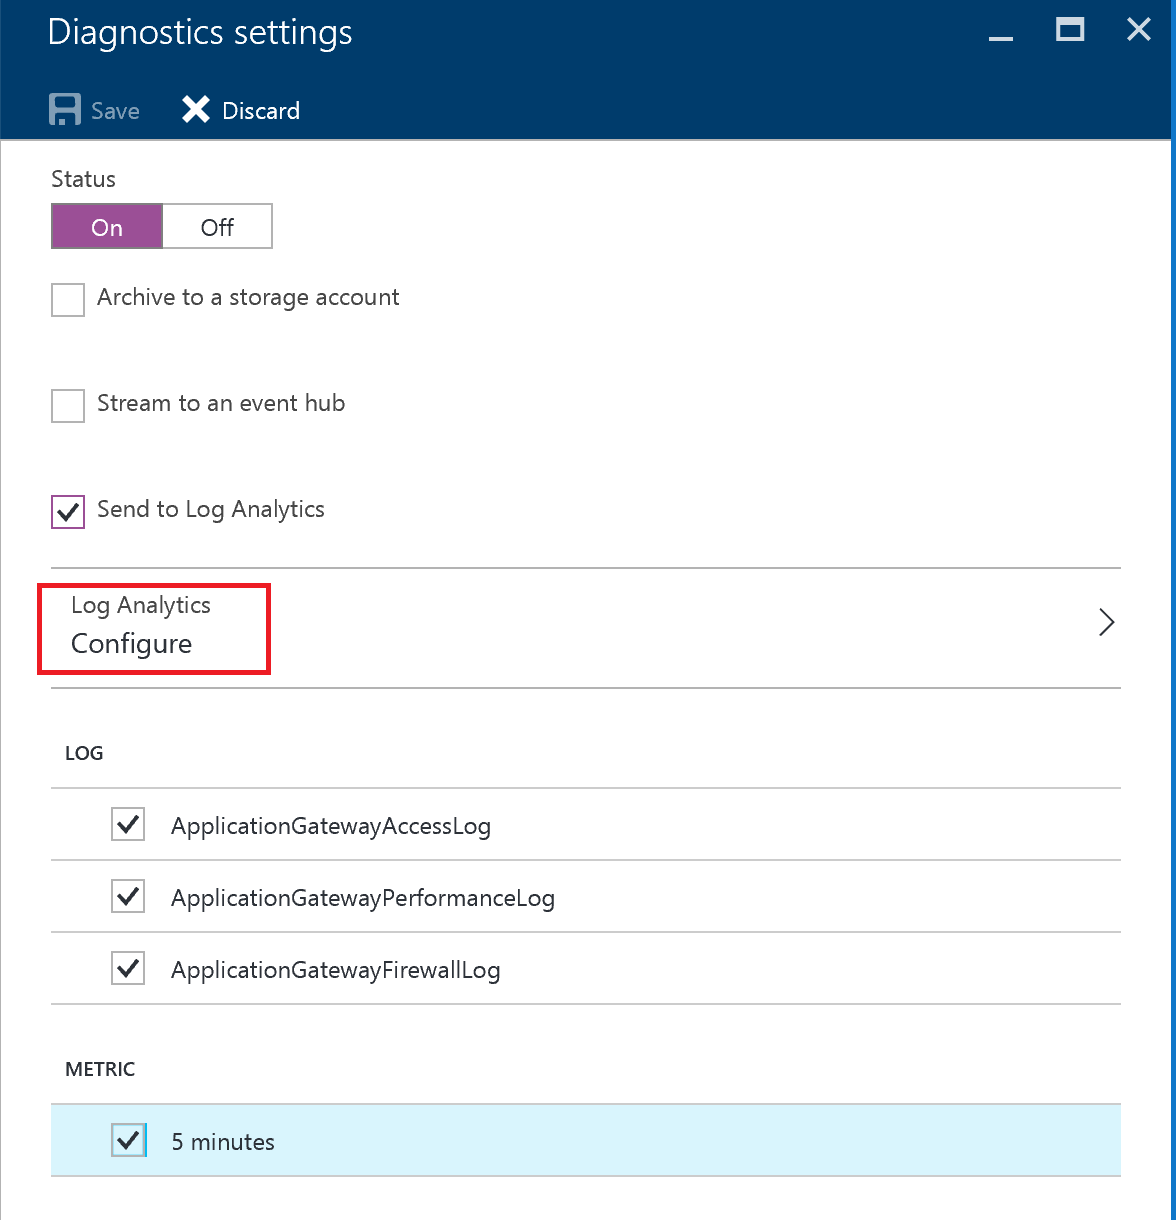 Diagnostics settings
Save Discard
Status
On Off
Archive to a storage account
Stream to an event hub
Send to Log Analytics
Log Analytics
Configure
LOG
ApplicationGatewayAccessLog
ApplicationGatewayPerformanceLog
ApplicationGatewayFirewallLog
METRIC
5 minutes